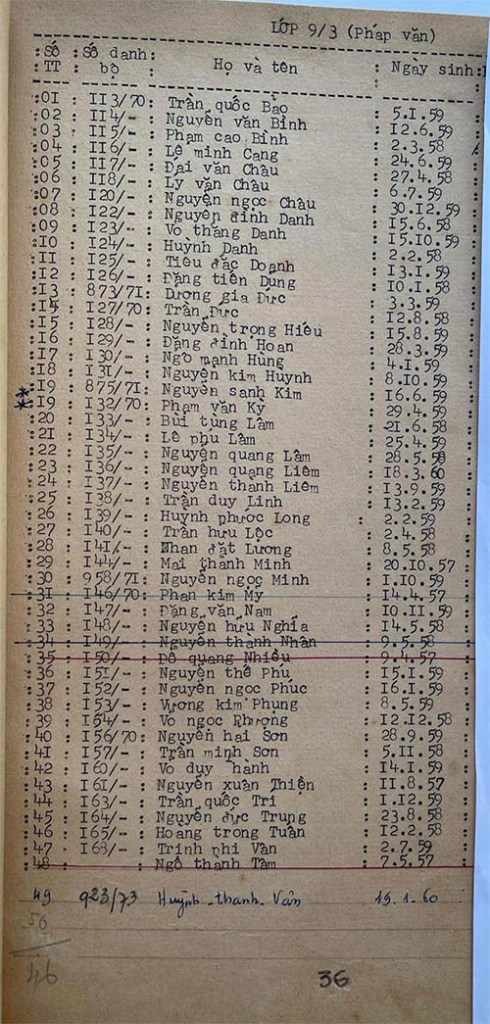 LỚP 9/3 (Pháp văn)
:Số :Số danh: Họ và tên : Ngày sinh:
:TT : bộ : : :
:OI : II3/70: Trần quốc Bảo : 5.I.59
:02 : II4/- : Nguyễn văn Bình : I2.6.59
:03 : II5/- : Phạm cao Bính : 2.3.58
:04 : II6/- : Lê minh Cang : 24.6.59
:05 : II7/- : Đái văn Châu : 27.4.58
:06 : II8/- : Lý văn Châu : 6.7.59
:07 : I20/- : Nguyễn ngọc Châu : 30.I2.59
:08 : I22/- : Nguyễn đình Danh : I5.6.58
:09 : I23/- : Võ thăng Danh : I5.I0.59
:I0 : I24/- : Huỳnh Danh : 2.2.58
:II : I25/- : Tiêu đắc Doanh : I3.I.59
:I2 : I26/- : Đặng tiến Dũng : I0.I.58
:I3 : 873/7I: Dương gia Đức : 3.3.59
:I4 : I27/70: Trần Đức : I2.8.58
:I5 : I28/- : Nguyễn trọng Hiếu : I5.8.59
:I6 : I29/- : Đặng đình Hoan : 28.3.59
:I7 : I30/- : Ngô mạnh Hùng : 4.I.59
:I8 : I3I/- : Nguyễn kim Huynh : 8.I0.59
*:I9 : 875/7I: Nguyễn sanh Kim : I6.6.59
*:I9 : I32/70: Phạm văn Ký : 29.4.59
:20 : I33/- : Bùi tụng Lâm : 2I.6.58
:2I : I34/- : Lê phú Lâm : 25.4.59
:22 : I35/- : Nguyễn quang Lâm : 28.5.58
:23 : I36/- : Nguyễn quang Liêm : I8.3.60
:24 : I37/- : Nguyễn thanh Liêm : I3.9.59
:25 : I38/- : Trần duy Linh : I3.2.59
:26 : I39/- : Huỳnh phước Long : 2.2.59
:27 : I40/- : Trần hữu Lộc : 2.4.58
:28 : I4I/- : Nhan đạt Lương : 8.5.58
:29 : I44/- : Mai thành Minh : 20.I0.57
:30 : 958/7I: Nguyễn ngọc Minh : I.I0.59
:3I : I46/70: Phan kim Mỹ : I4.4.57
:32 : I47/- : Đặng văn Nam : I0.II.59
:33 : I48/- : Nguyễn hữu Nghĩa : I4.5.58
:34 : I49/- : Nguyễn thành Nhân : 9.5.58
:35 : I50/- : Đỗ quang Nhiều : 9.4.57
:36 : I5I/- : Nguyễn thế Phụ : I5.I.59
:37 : I52/- : Nguyễn ngọc Phúc : I6.I.59
:38 : I53/- : Vương kim Phụng : 8.5.59
:39 : I54/- : Võ ngọc Phượng : I2.I2.58
:40 : I56/70: Nguyễn hải Sơn : 28.9.59
:4I : I57/- : Trần minh Sơn : 5.II.58
:42 : I60/- : Võ duy Thành : I4.I.59
:43 : I6I/- : Nguyễn xuân Thiện : II.8.57
:44 : I63/- : Trần quốc Trí : I.I2.59
:45 : I64/- : Nguyễn đức Trung : 23.8.58
:46 : I65/- : Hoàng trọng Tuấn : I2.2.58
:47 : I68/- : Trịnh nhi Văn : 2.7.59
:48 : Ngô thanh Tâm : 7.5.57
49 923/73 Huỳnh-thanh-Vân 19.1.60
46
36